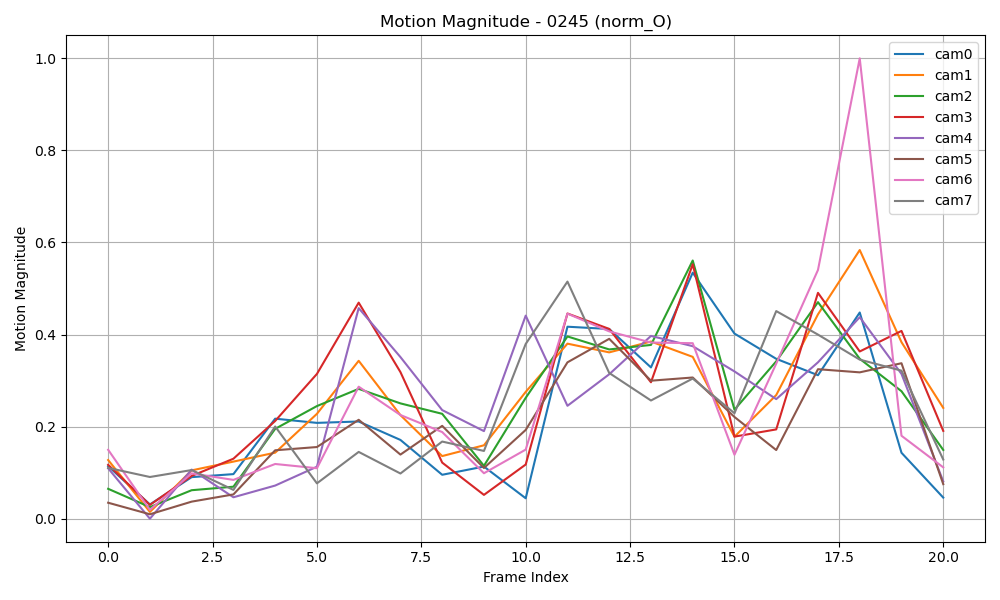 Motion Magnitude - 0245 (norm_O)
Motion Magnitude
1.0
0.8
0.6
0.4
0.2
0.0
cam0
cam1
cam2
cam3
cam4
cam5
cam6
cam7
0.0 2.5 5.0 7.5 10.0 12.5 15.0 17.5 20.0
Frame Index